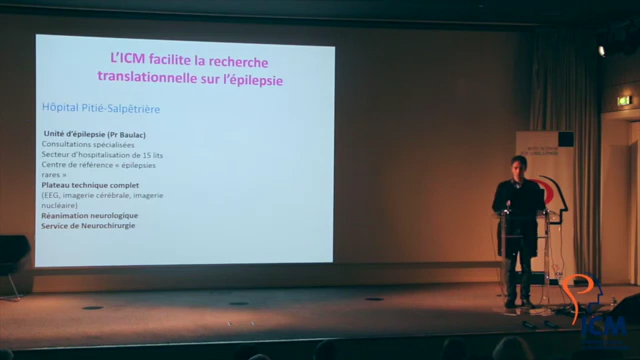 L'ICM facilite la recherche
translationnelle sur l'épilepsie
Hôpital Pitié-Salpêtrière
Unité d'épilepsie (Pr Baulac)
Consultations spécialisées
Secteur d'hospitalisation de 15 lits
Centre de référence « épilepsies
rares »
Plateau technique complet
(EEG, imagerie cérébrale, imagerie
nucléaire)
Réanimation neurologique
Service de Neurochirurgie
ICM